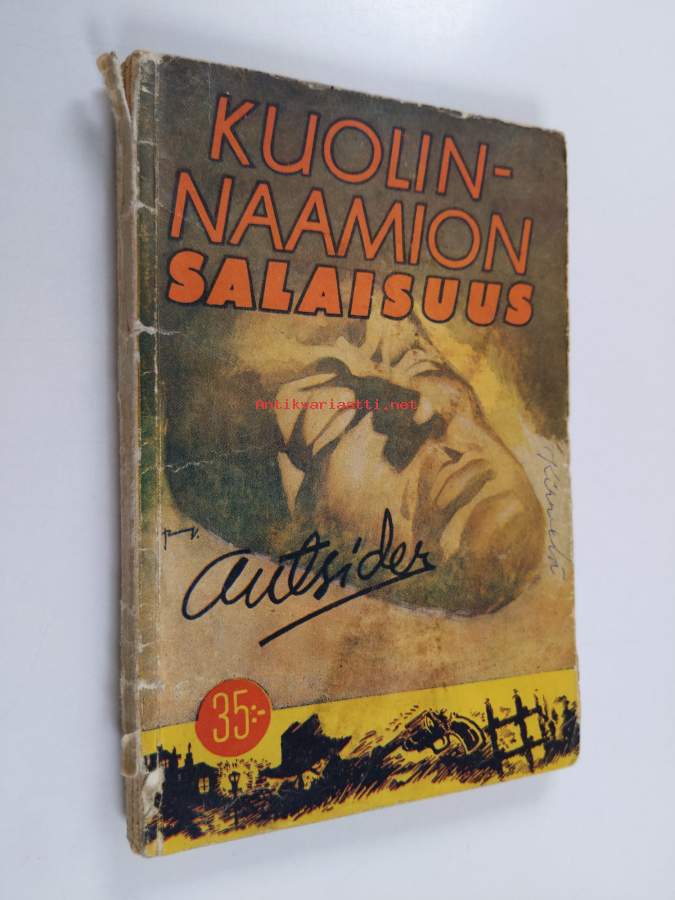 KUOLIN-
NAAMION
SALAISUUS
Antikvariaatti.net
Outsider
35:-